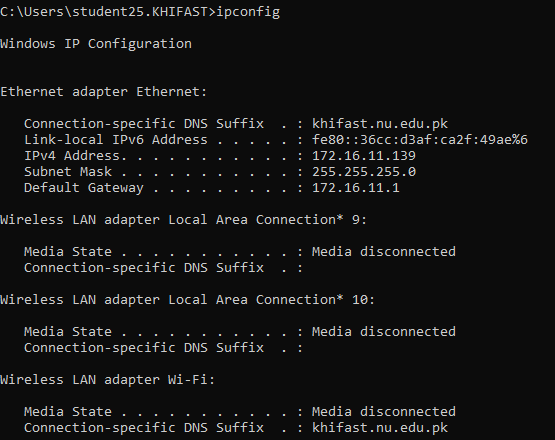 C:\Users\student25.KHIFAST>ipconfig
Windows IP Configuration
Ethernet adapter Ethernet:
   Connection-specific DNS Suffix  . : khifast.nu.edu.pk
   Link-local IPv6 Address . . . . . : fe80::36cc:d3af:ca2f:49ae%6
   IPv4 Address. . . . . . . . . . . : 172.16.11.139
   Subnet Mask . . . . . . . . . . . : 255.255.255.0
   Default Gateway . . . . . . . . . : 172.16.11.1
Wireless LAN adapter Local Area Connection* 9:
   Media State . . . . . . . . . . . : Media disconnected
   Connection-specific DNS Suffix  . :
Wireless LAN adapter Local Area Connection* 10:
   Media State . . . . . . . . . . . : Media disconnected
   Connection-specific DNS Suffix  . :
Wireless LAN adapter Wi-Fi:
   Media State . . . . . . . . . . . : Media disconnected
   Connection-specific DNS Suffix  . : khifast.nu.edu.pk